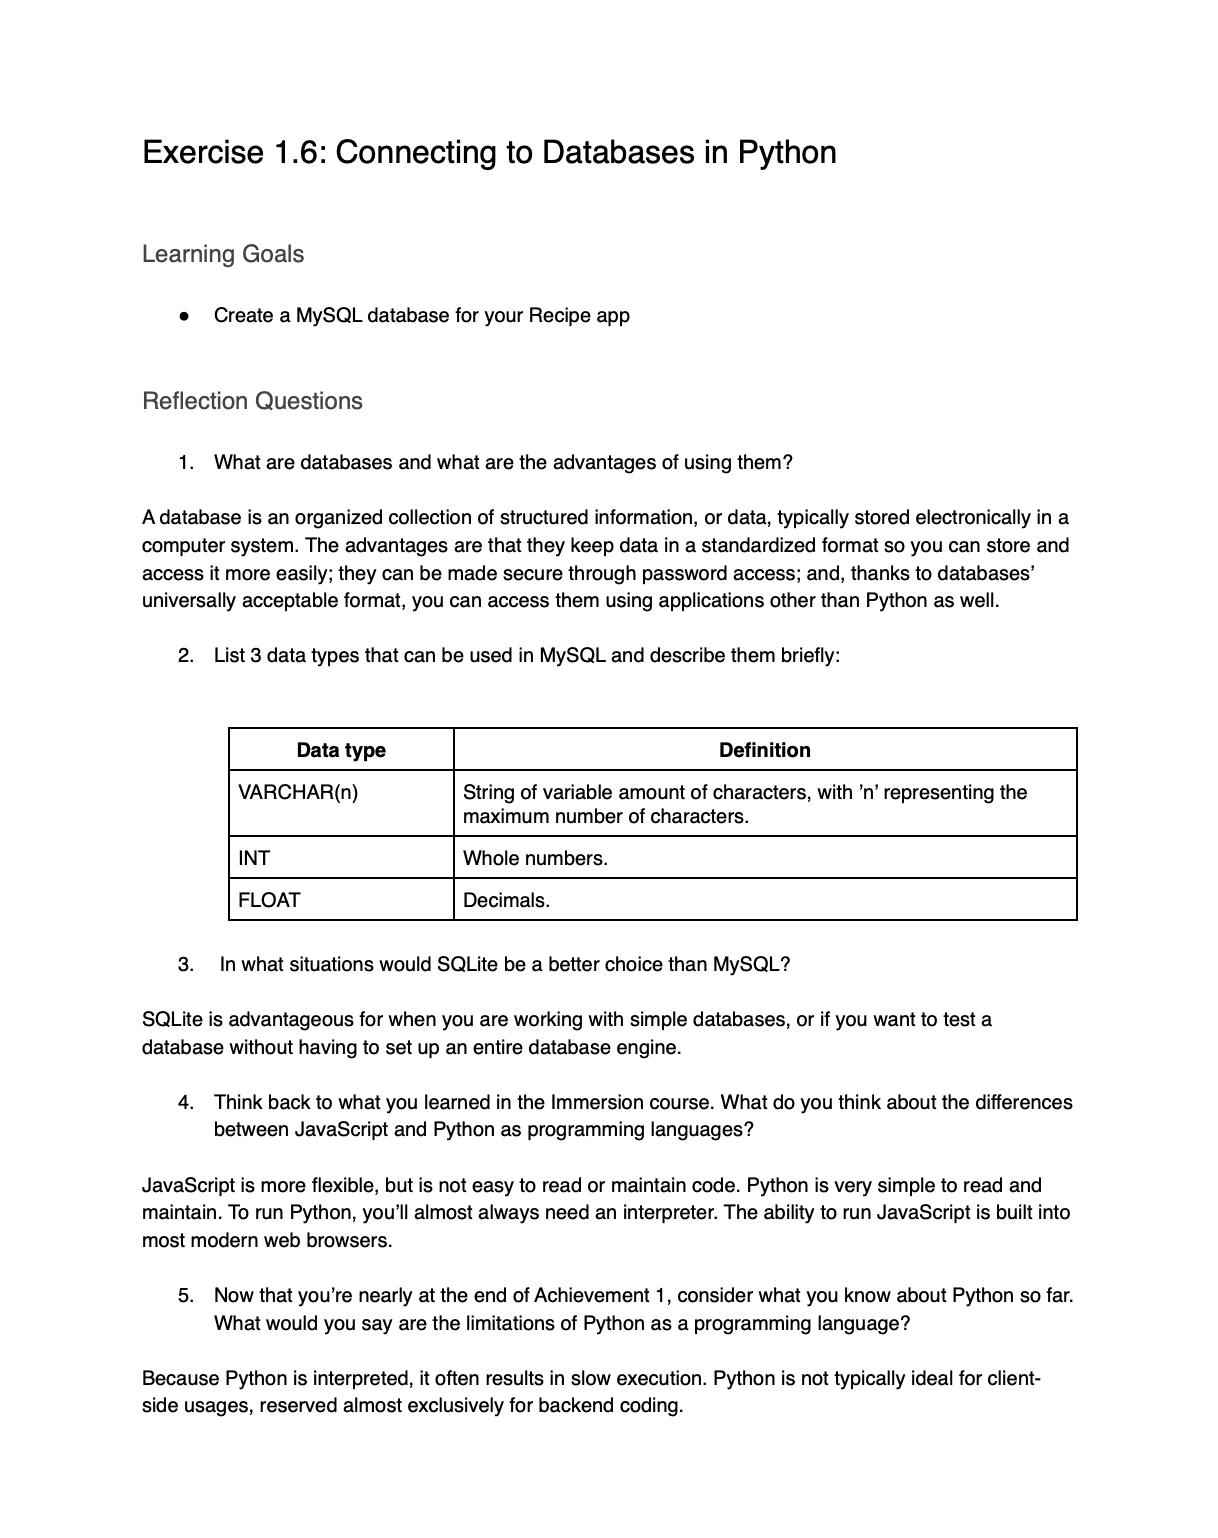 Exercise 1.6: Connecting to Databases in Python
Learning Goals
● Create a MySQL database for your Recipe app
Reflection Questions
1. What are databases and what are the advantages of using them?
A database is an organized collection of structured information, or data, typically stored electronically in a
computer system. The advantages are that they keep data in a standardized format so you can store and
access it more easily; they can be made secure through password access; and, thanks to databases’
universally acceptable format, you can access them using applications other than Python as well.
2. List 3 data types that can be used in MySQL and describe them briefly:
Data type Definition
VARCHAR(n) String of variable amount of characters, with ’n’ representing the
maximum number of characters.
INT Whole numbers.
FLOAT Decimals.
3. In what situations would SQLite be a better choice than MySQL?
SQLite is advantageous for when you are working with simple databases, or if you want to test a
database without having to set up an entire database engine.
4. Think back to what you learned in the Immersion course. What do you think about the differences
between JavaScript and Python as programming languages?
JavaScript is more flexible, but is not easy to read or maintain code. Python is very simple to read and
maintain. To run Python, you’ll almost always need an interpreter. The ability to run JavaScript is built into
most modern web browsers.
5. Now that you’re nearly at the end of Achievement 1, consider what you know about Python so far.
What would you say are the limitations of Python as a programming language?
Because Python is interpreted, it often results in slow execution. Python is not typically ideal for client-
side usages, reserved almost exclusively for backend coding.